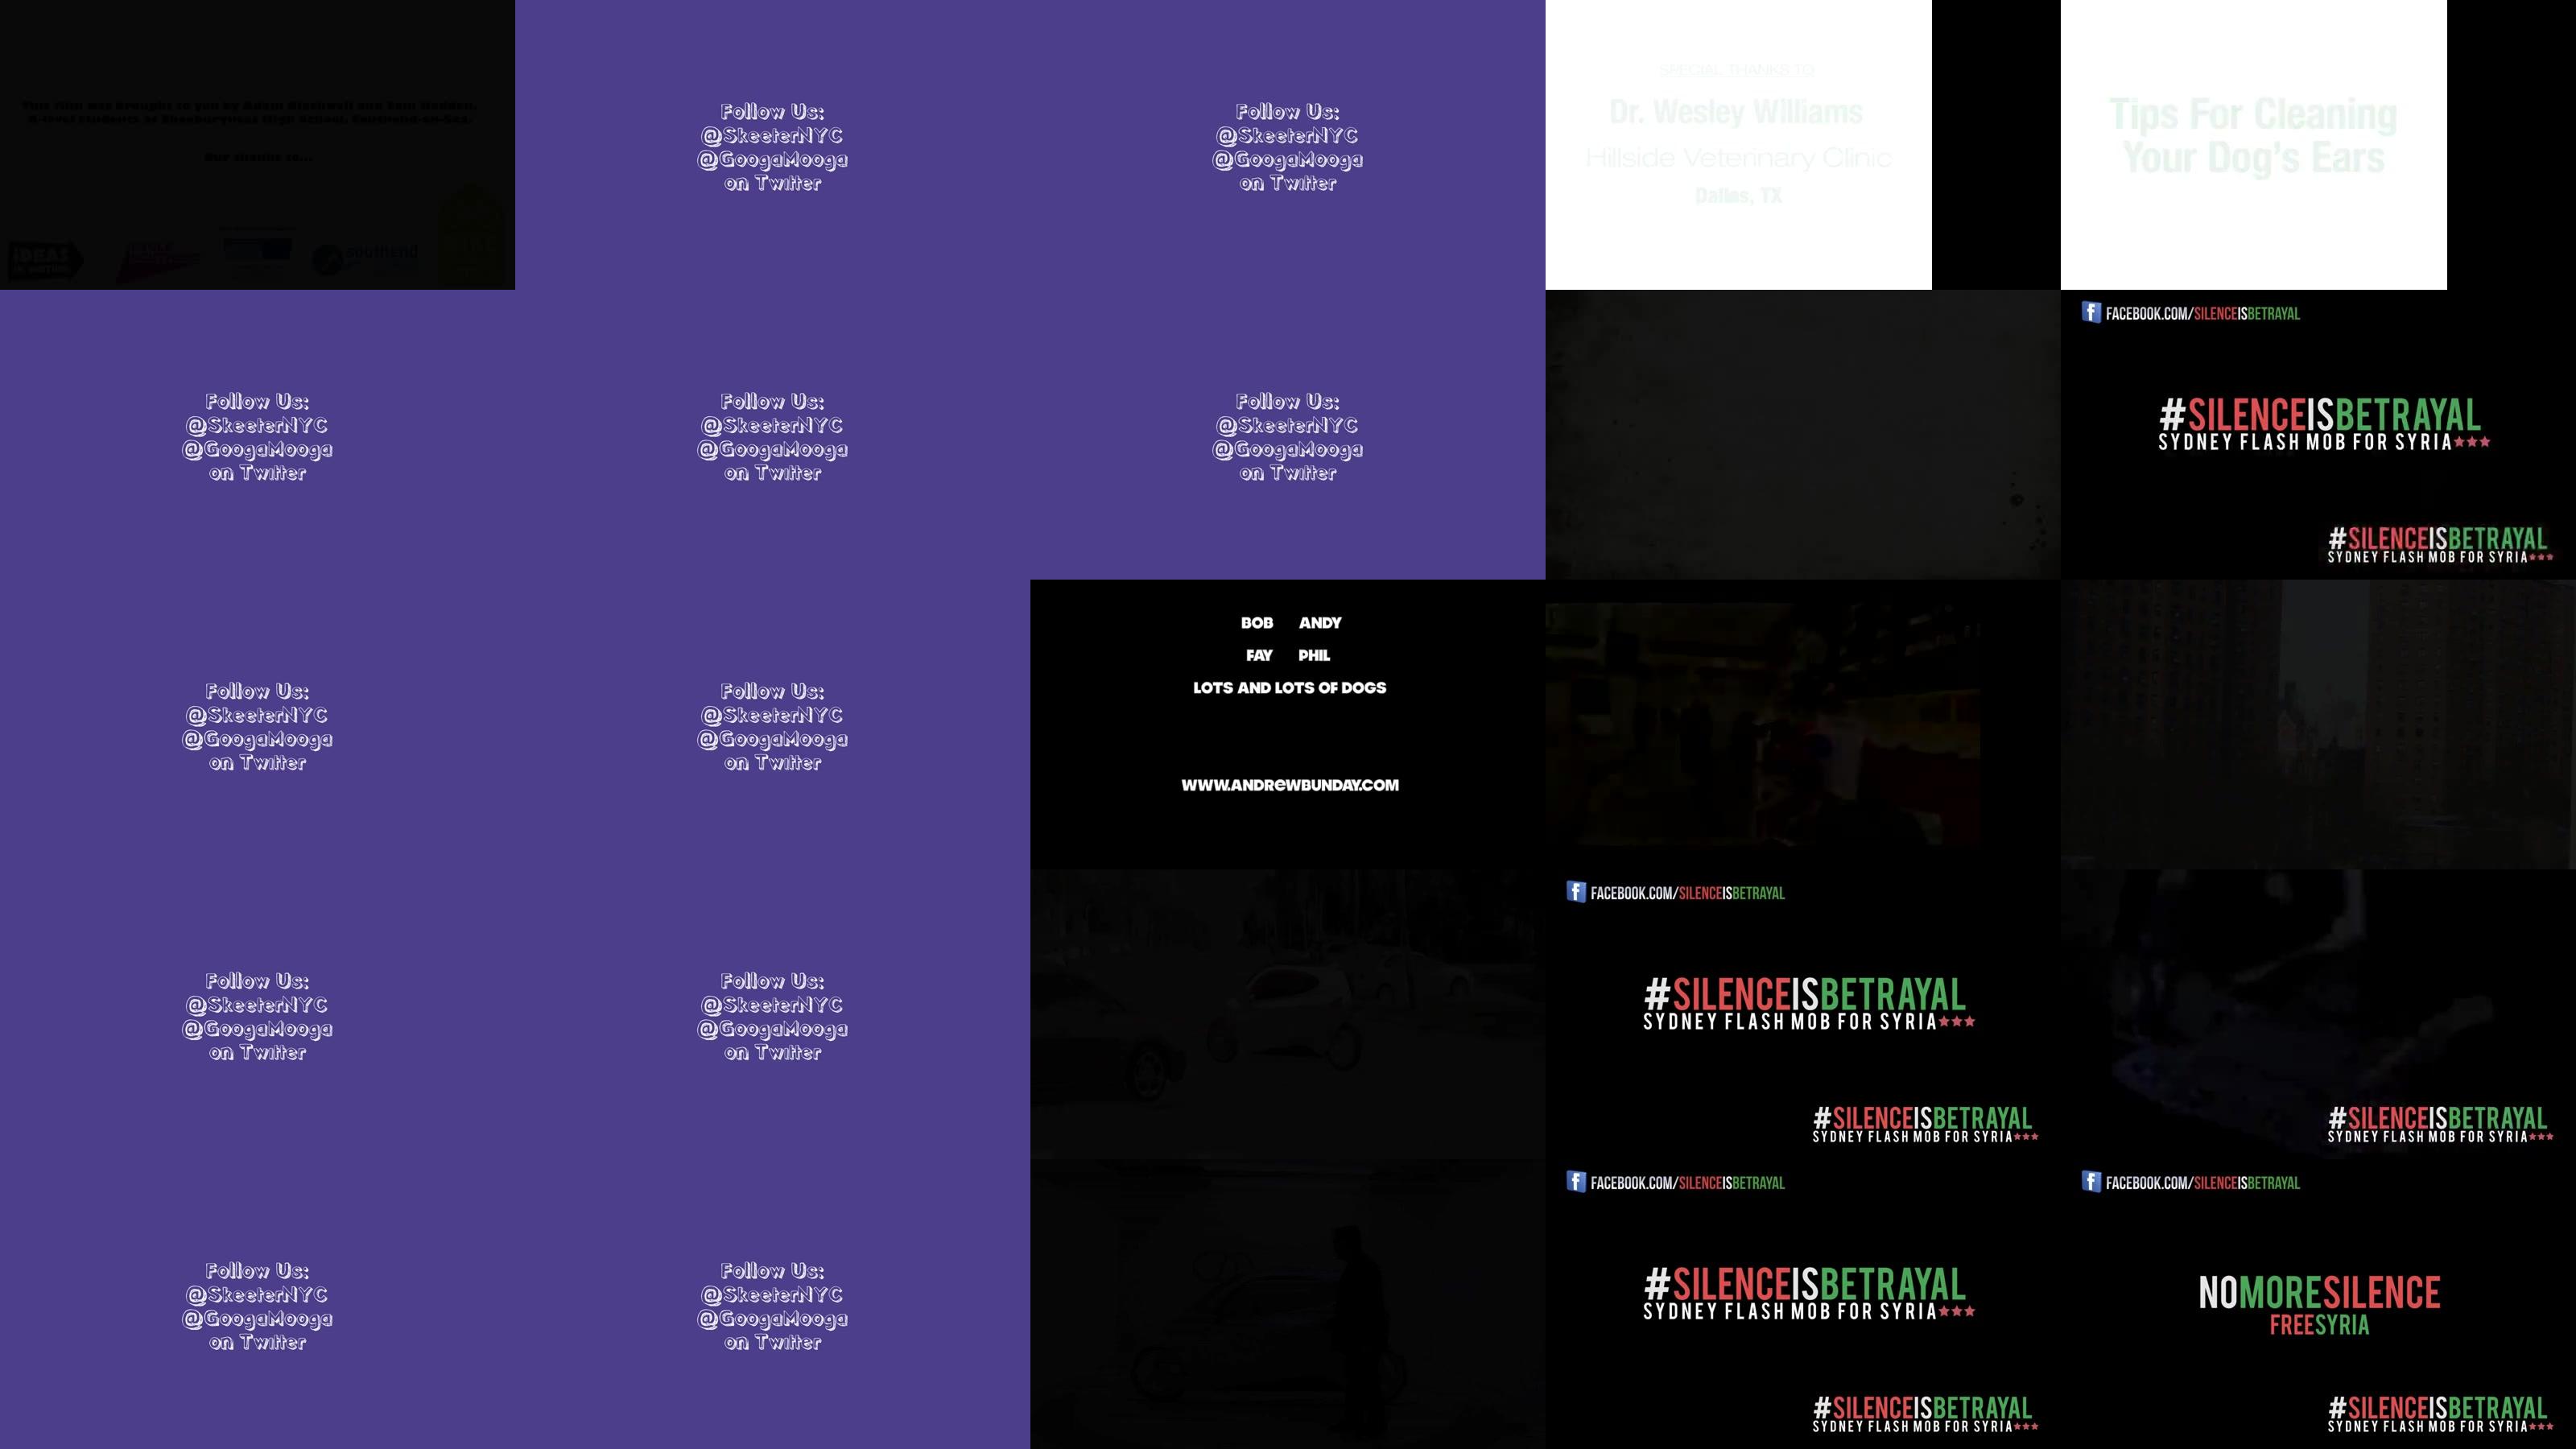 This film was brought to you by Adam Blackwell and
Our thanks to...
IDEAS
southend
Follow Us:
@SkeeterNYC
@GoogaMooga
on Twitter
Follow Us:
@SkeeterNYC
@GoogaMooga
on Twitter
SPECIAL THANKS TO
Dr. Wesley Williams
Hillside Veterinary Clinic
Dallas, TX
Tips For Cleaning
Your Dog's Ears
Follow Us:
@SkeeterNYC
@GoogaMooga
on Twitter
Follow Us:
@SkeeterNYC
@GoogaMooga
on Twitter
Follow Us:
@SkeeterNYC
@GoogaMooga
on Twitter
FACEBOOK.COM/SILENCEISBETRAYAL
#SILENCEISBETRAYAL
SYDNEY FLASH MOB FOR SYRIA
#SILENCEISBETRAYAL
SYDNEY FLASH MOB FOR SYRIA
Follow Us:
@SkeeterNYC
@GoogaMooga
on Twitter
Follow Us:
@SkeeterNYC
@GoogaMooga
on Twitter
BOB ANDY
FAY PHIL
LOTS AND LOTS OF DOGS
WWW.ANDREWBUNDAY.COM
Follow Us:
@SkeeterNYC
@GoogaMooga
on Twitter
Follow Us:
@SkeeterNYC
@GoogaMooga
on Twitter
FACEBOOK.COM/SILENCEISBETRAYAL
#SILENCEISBETRAYAL
SYDNEY FLASH MOB FOR SYRIA
#SILENCEISBETRAYAL
SYDNEY FLASH MOB FOR SYRIA
#SILENCEISBETRAYAL
SYDNEY FLASH MOB FOR SYRIA
Follow Us:
@SkeeterNYC
@GoogaMooga
on Twitter
Follow Us:
@SkeeterNYC
@GoogaMooga
on Twitter
FACEBOOK.COM/SILENCEISBETRAYAL
#SILENCEISBETRAYAL
SYDNEY FLASH MOB FOR SYRIA
#SILENCEISBETRAYAL
SYDNEY FLASH MOB FOR SYRIA
FACEBOOK.COM/SILENCEISBETRAYAL
NOMORESILENCE
FREESYRIA
#SILENCEISBETRAYAL
SYDNEY FLASH MOB FOR SYRIA